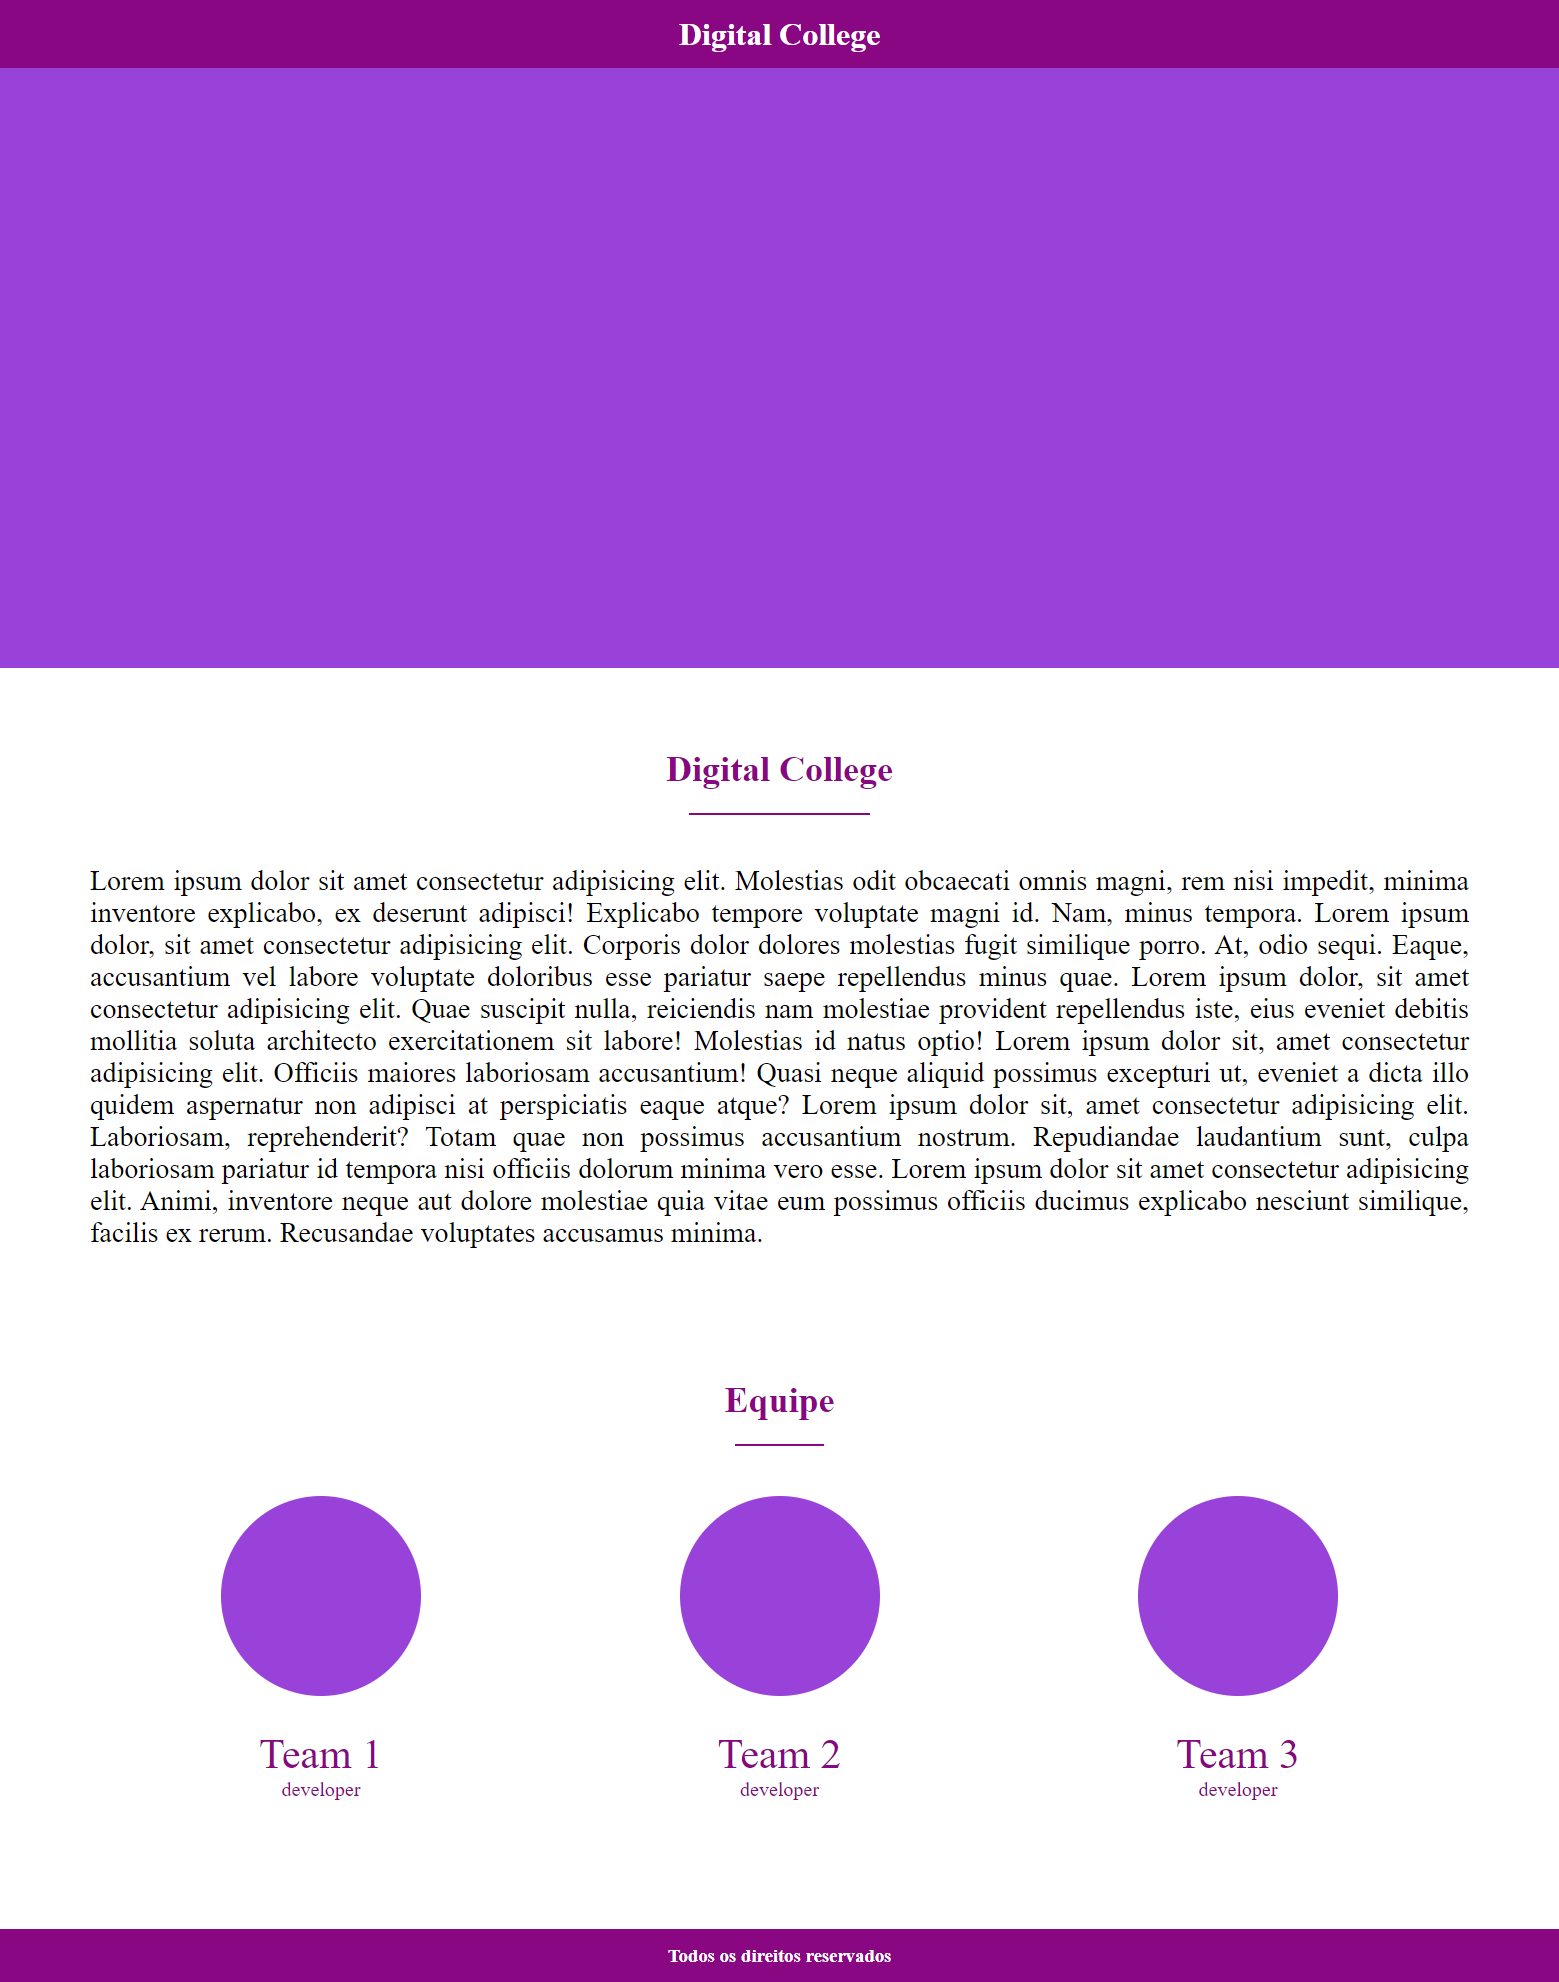 Digital College
Digital College
Lorem ipsum dolor sit amet consectetur adipisicing elit. Molestias odit obcaecati omnis magni, rem nisi impedit, minima
inventore explicabo, ex deserunt adipisci! Explicabo tempore voluptate magni id. Nam, minus tempora. Lorem ipsum
dolor, sit amet consectetur adipisicing elit. Corporis dolor dolores molestias fugit similique porro. At, odio sequi. Eaque,
accusantium vel labore voluptate doloribus esse pariatur saepe repellendus minus quae. Lorem ipsum dolor, sit amet
consectetur adipisicing elit. Quae suscipit nulla, reiciendis nam molestiae provident repellendus iste, eius eveniet debitis
mollitia soluta architecto exercitationem sit labore! Molestias id natus optio! Lorem ipsum dolor sit, amet consectetur
adipisicing elit. Officiis maiores laboriosam accusantium! Quasi neque aliquid possimus excepturi ut, eveniet a dicta illo
quidem aspernatur non adipisci at perspiciatis eaque atque? Lorem ipsum dolor sit, amet consectetur adipisicing elit.
Laboriosam, reprehenderit? Totam quae non possimus accusantium nostrum. Repudiandae laudantium sunt, culpa
laboriosam pariatur id tempora nisi officiis dolorum minima vero esse. Lorem ipsum dolor sit amet consectetur adipisicing
elit. Animi, inventore neque aut dolore molestiae quia vitae eum possimus officiis ducimus explicabo nesciunt similique,
facilis ex rerum. Recusandae voluptates accusamus minima.
Equipe
Team 1
developer
Team 2
developer
Team 3
developer
Todos os direitos reservados